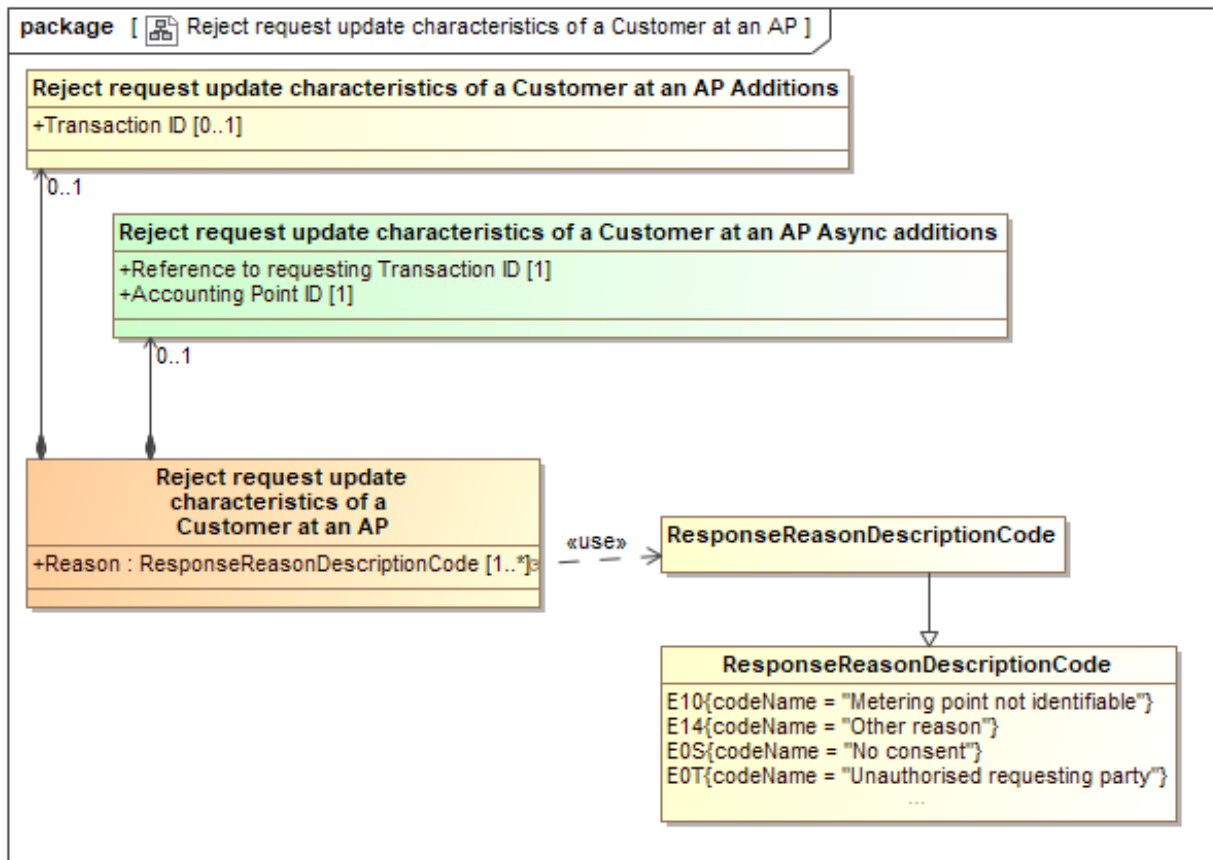 package [ Reject request update characteristics of a Customer at an AP ]
Reject request update characteristics of a Customer at an AP Additions
+Transaction ID [0..1]
0..1
Reject request update characteristics of a Customer at an AP Async additions
+Reference to requesting Transaction ID [1]
+Accounting Point ID [1]
0..1
Reject request update
characteristics of a
Customer at an AP
+Reason : ResponseReasonDescriptionCode [1..*]
«use»
ResponseReasonDescriptionCode
ResponseReasonDescriptionCode
E10{codeName = "Metering point not identifiable"}
E14{codeName = "Other reason"}
E0S{codeName = "No consent"}
E0T{codeName = "Unauthorised requesting party"}
...